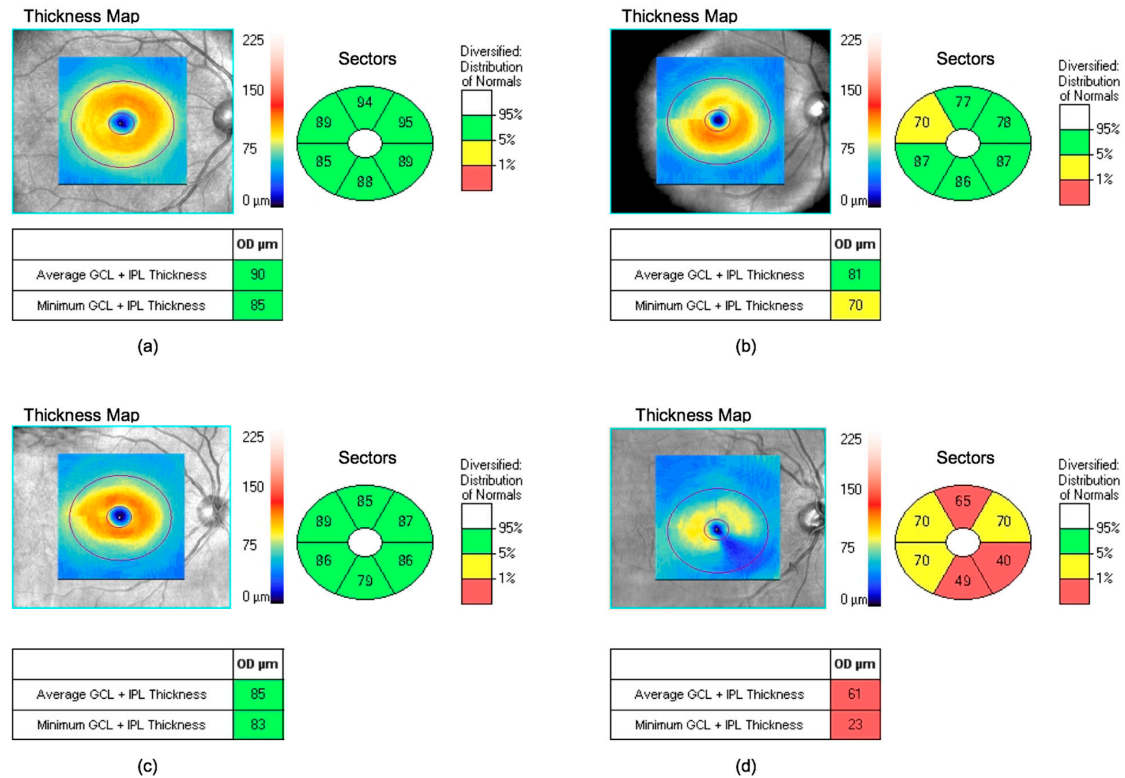 Thickness Map
225
150
75
0 µm
Sectors
94
89
95
85
89
88
Diversified:
Distribution
of Normals
95%
5%
1%
OD µm
Average GCL + IPL Thickness 90
Minimum GCL + IPL Thickness 85
(a)
Thickness Map
225
150
75
0 µm
Sectors
77
70
78
87
87
86
Diversified:
Distribution
of Normals
95%
5%
1%
OD µm
Average GCL + IPL Thickness 81
Minimum GCL + IPL Thickness 70
(b)
Thickness Map
225
150
75
0 µm
Sectors
85
89
87
86
86
79
Diversified:
Distribution
of Normals
95%
5%
1%
OD µm
Average GCL + IPL Thickness 85
Minimum GCL + IPL Thickness 83
(c)
Thickness Map
225
150
75
0 µm
Sectors
65
70
70
70
40
49
Diversified:
Distribution
of Normals
95%
5%
1%
OD µm
Average GCL + IPL Thickness 61
Minimum GCL + IPL Thickness 23
(d)